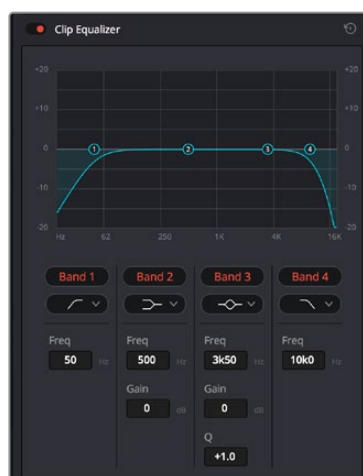 Clip Equalizer
+20 +20
+10 +10
0 1 2 3 4 0
-10 -10
-20 -20
Hz 62 250 1K 4K 16K
Band 1 Band 2 Band 3 Band 4
Freq Freq Freq Freq
50 Hz 500 Hz 3k50 Hz 10k0 Hz
Gain Gain
0 dB 0 dB
Q
+1.0